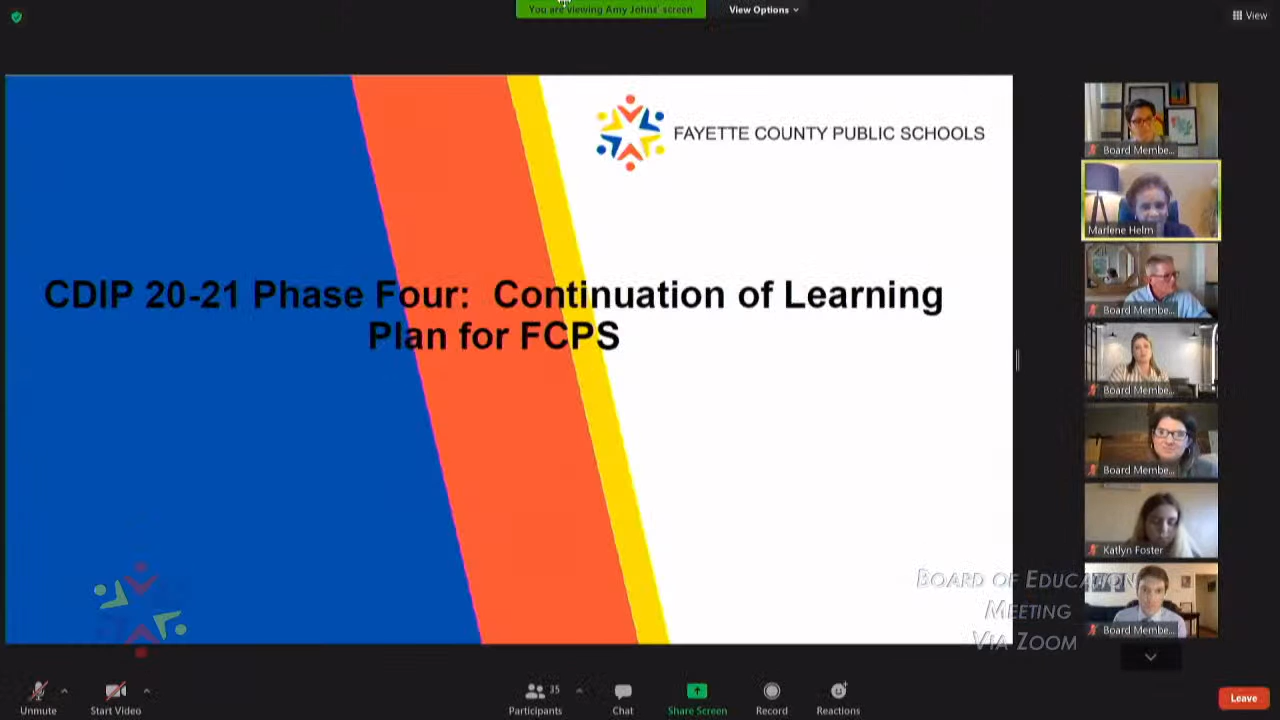 You are viewing Amy Johns' screen
View Options
View
FAYETTE COUNTY PUBLIC SCHOOLS
CDIP 20-21 Phase Four: Continuation of Learning
Plan for FCPS
Board Membe...
Marlene Helm
Board Membe...
Board Membe...
Board Membe...
Katlyn Foster
Board Membe...
BOARD OF EDUCATION
MEETING
VIA ZOOM
Unmute
Start Video
35
Participants
Chat
Share Screen
Record
Reactions
Leave